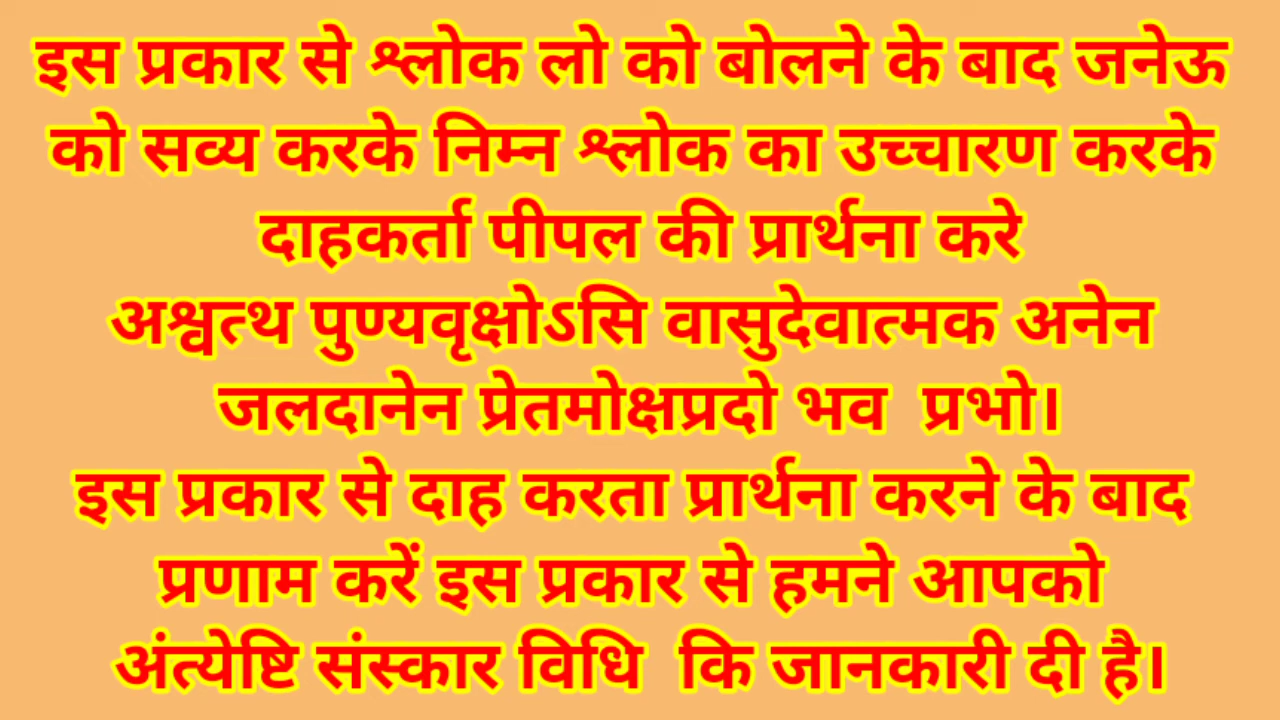 इस प्रकार से श्लोक लो को बोलने के बाद जनेऊ
को सव्य करके निम्न श्लोक का उच्चारण करके
दाहकर्ता पीपल की प्रार्थना करे
अश्वत्थ पुण्यवृक्षोऽसि वासुदेवात्मक अनेन
जलदानेन प्रेतमोक्षप्रदो भव प्रभो।
इस प्रकार से दाह करता प्रार्थना करने के बाद
प्रणाम करें इस प्रकार से हमने आपको
अंत्येष्टि संस्कार विधि कि जानकारी दी है।